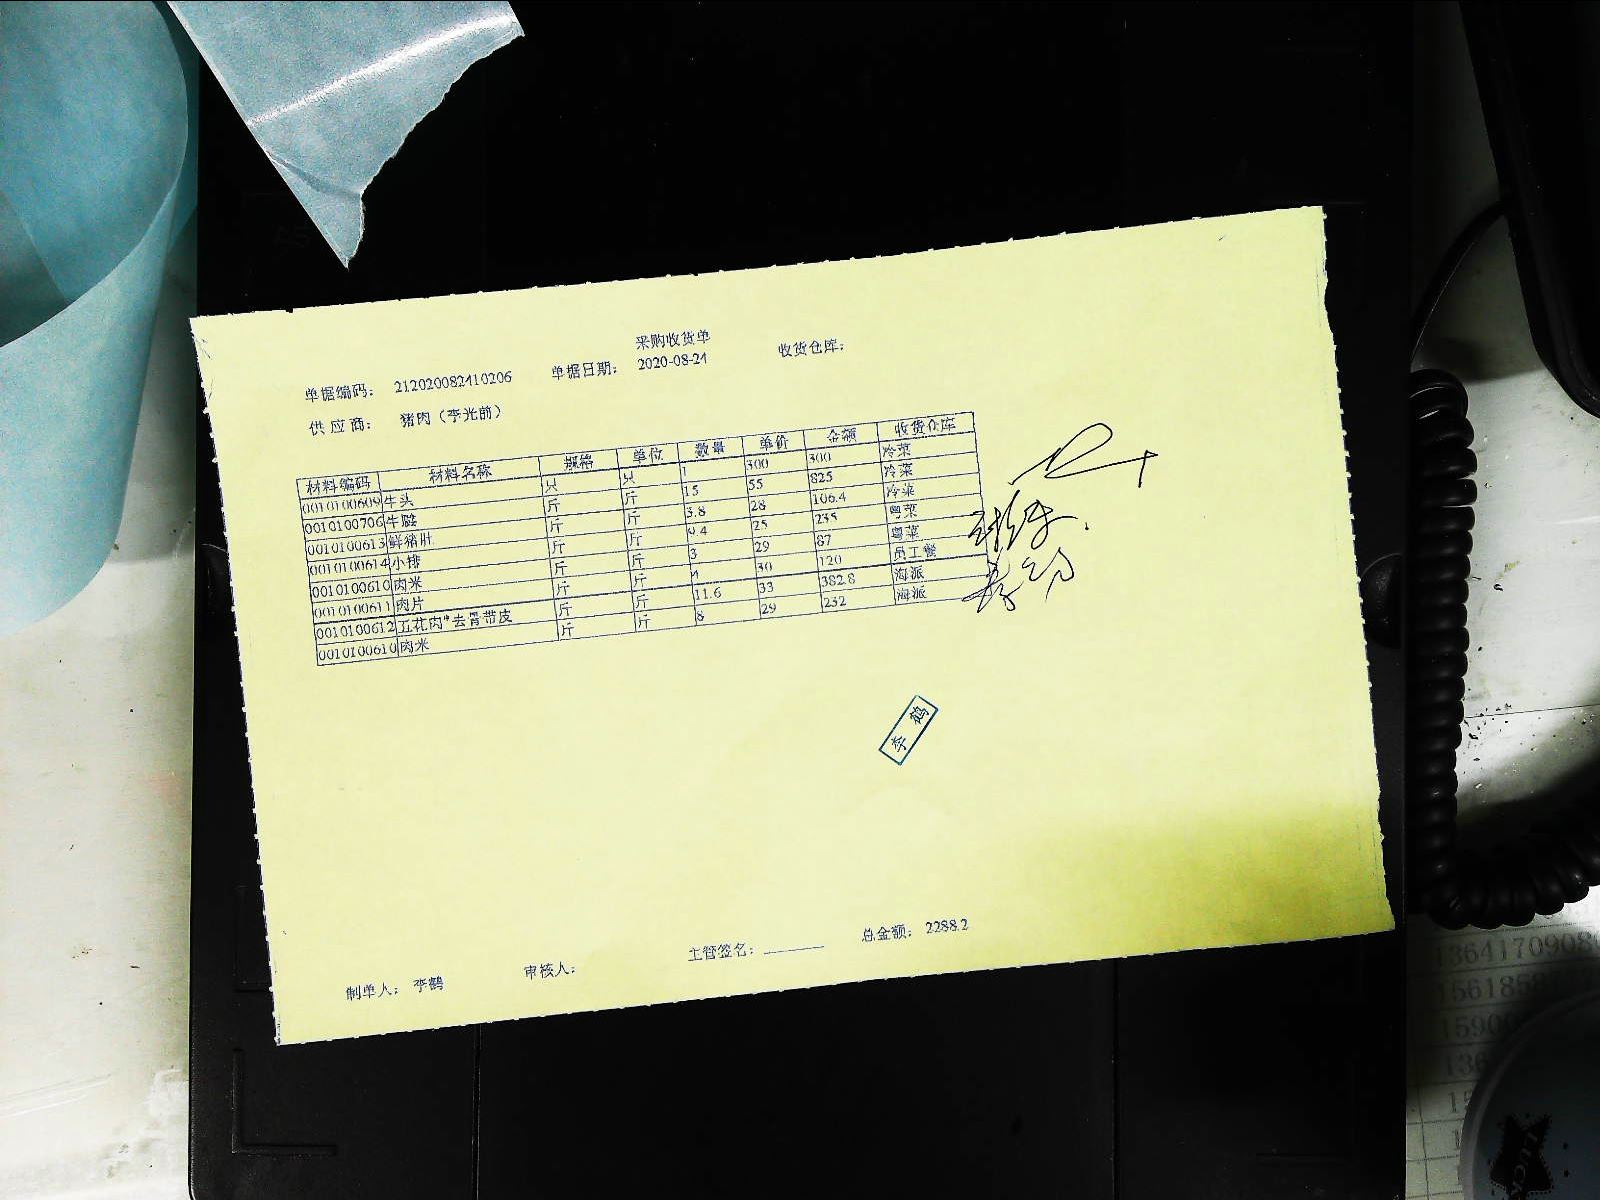 采购收货单
单据编码: 212020082410206 单据日期: 2020-08-24 收货仓库:
供应商: 猪肉（李光前）
材料编码 材料名称 规格 单位 数量 单价 金额 收货仓库
0010100609 牛头 只 只 1 300 300 冷菜
0010100706 牛腱 斤 斤 15 55 825 冷菜
0010100613 鲜猪肚 斤 斤 3.8 28 106.4 冷菜
0010100614 小排 斤 斤 9.4 25 235 粤菜
0010100610 肉米 斤 斤 3 29 87 粤菜
0010100611 肉片 斤 斤 4 30 120 员工餐
0010100612 五花肉*去骨带皮 斤 斤 11.6 33 382.8 海派
0010100610 肉米 斤 斤 8 29 232 海派
李鹤
制单人: 李鹤 审核人: 主管签名: 总金额: 2288.2